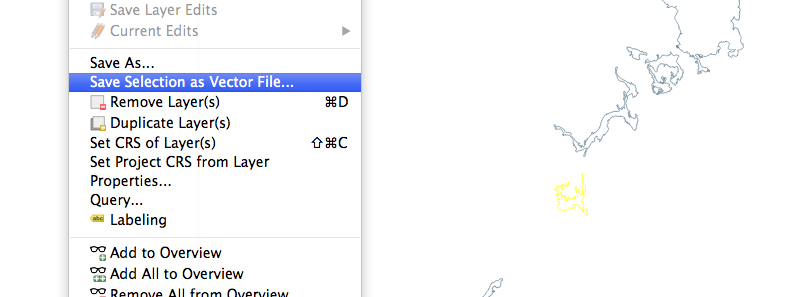 Save Layer Edits
Current Edits
Save As...
Save Selection as Vector File...
Remove Layer(s) ⌘D
Duplicate Layer(s)
Set CRS of Layer(s) ⇧⌘C
Set Project CRS from Layer
Properties...
Query...
abc Labeling
Add to Overview
Add All to Overview
Remove All from Overview